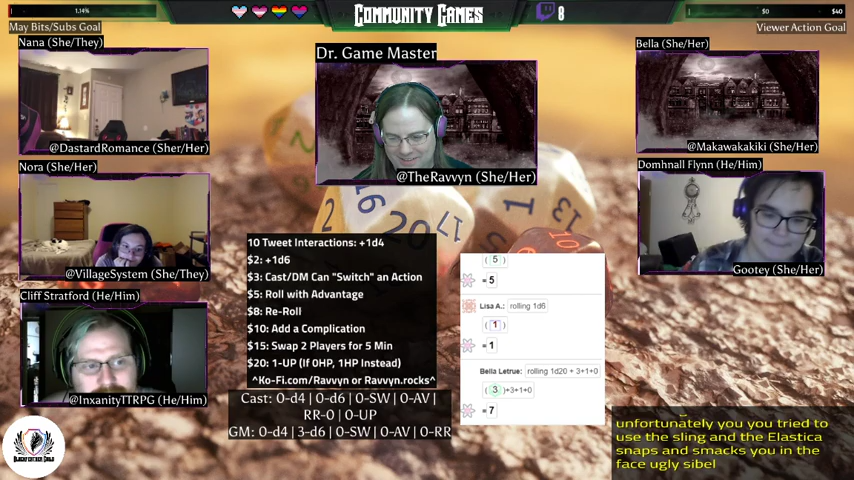 1.14%
COMMUNITY GAMES
8
$0
$40
May Bits/Subs Goal
Viewer Action Goal
Nana (She/They)
Dr. Game Master
Bella (She/Her)
@DastardRomance (Sher/Her)
@TheRavvyn (She/Her)
@Makawakakiki (She/Her)
Nora (She/Her)
Domhnall Flynn (He/Him)
@VillageSystem (She/They)
Gootey (She/Her)
Cliff Stratford (He/Him)
@InxanityTTRPG (He/Him)
2
16
20
17
1
13
10
10 Tweet Interactions: +1d4
$2: +1d6
$3: Cast/DM Can "Switch" an Action
$5: Roll with Advantage
$8: Re-Roll
$10: Add a Complication
$15: Swap 2 Players for 5 Min
$20: 1-UP (If 0HP, 1HP Instead)
^Ko-Fi.com/Ravvyn or Ravvyn.rocks^
Cast: 0-d4 | 0-d6 | 0-SW | 0-AV |
RR-0 | 0-UP
GM: 0-d4 | 3-d6 | 0-SW | 0-AV | 0-RR
( 5 )
= 5
Lisa A.: rolling 1d6
( 1 )
= 1
Bella Letrue: rolling 1d20 + 3+1+0
( 3 )+3+1+0
= 7
unfortunately you you tried to
use the sling and the Elastica
snaps and smacks you in the
face ugly sibel